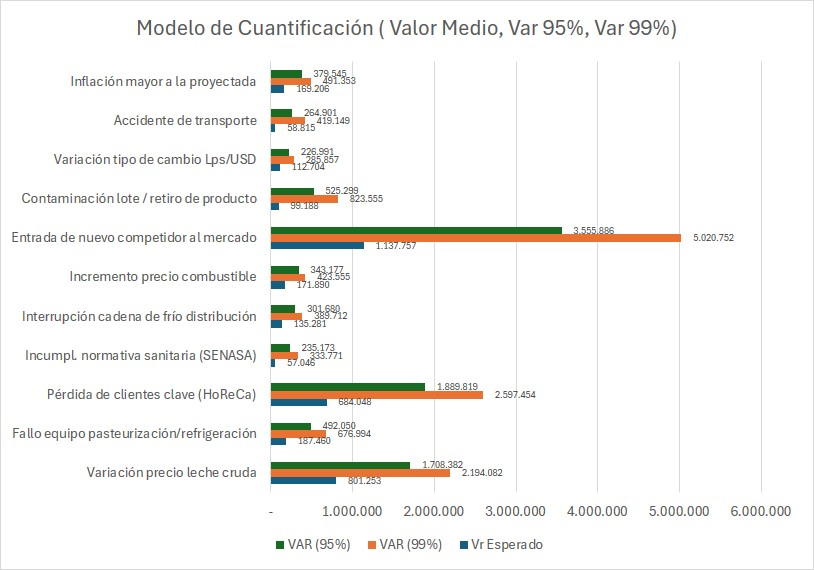 Modelo de Cuantificación ( Valor Medio, Var 95%, Var 99%)
Inflación mayor a la proyectada
379.545
491.353
169.206
Accidente de transporte
264.901
419.149
58.815
Variación tipo de cambio Lps/USD
226.991
285.857
112.704
Contaminación lote / retiro de producto
525.299
823.555
99.188
Entrada de nuevo competidor al mercado
3.555.886
5.020.752
1.137.757
Incremento precio combustible
343.177
423.555
171.890
Interrupción cadena de frío distribución
301.680
389.712
135.281
Incumpl. normativa sanitaria (SENASA)
235.173
333.771
57.046
Pérdida de clientes clave (HoReCa)
1.889.819
2.597.454
684.048
Fallo equipo pasteurización/refrigeración
492.050
676.994
187.460
Variación precio leche cruda
1.708.382
2.194.082
801.253
- 1.000.000 2.000.000 3.000.000 4.000.000 5.000.000 6.000.000
VAR (95%) VAR (99%) Vr Esperado